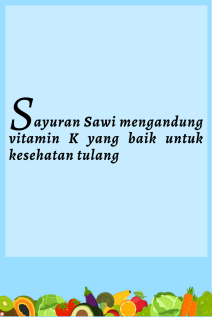 Sayuran Sawi mengandung
vitamin K yang baik untuk
kesehatan tulang